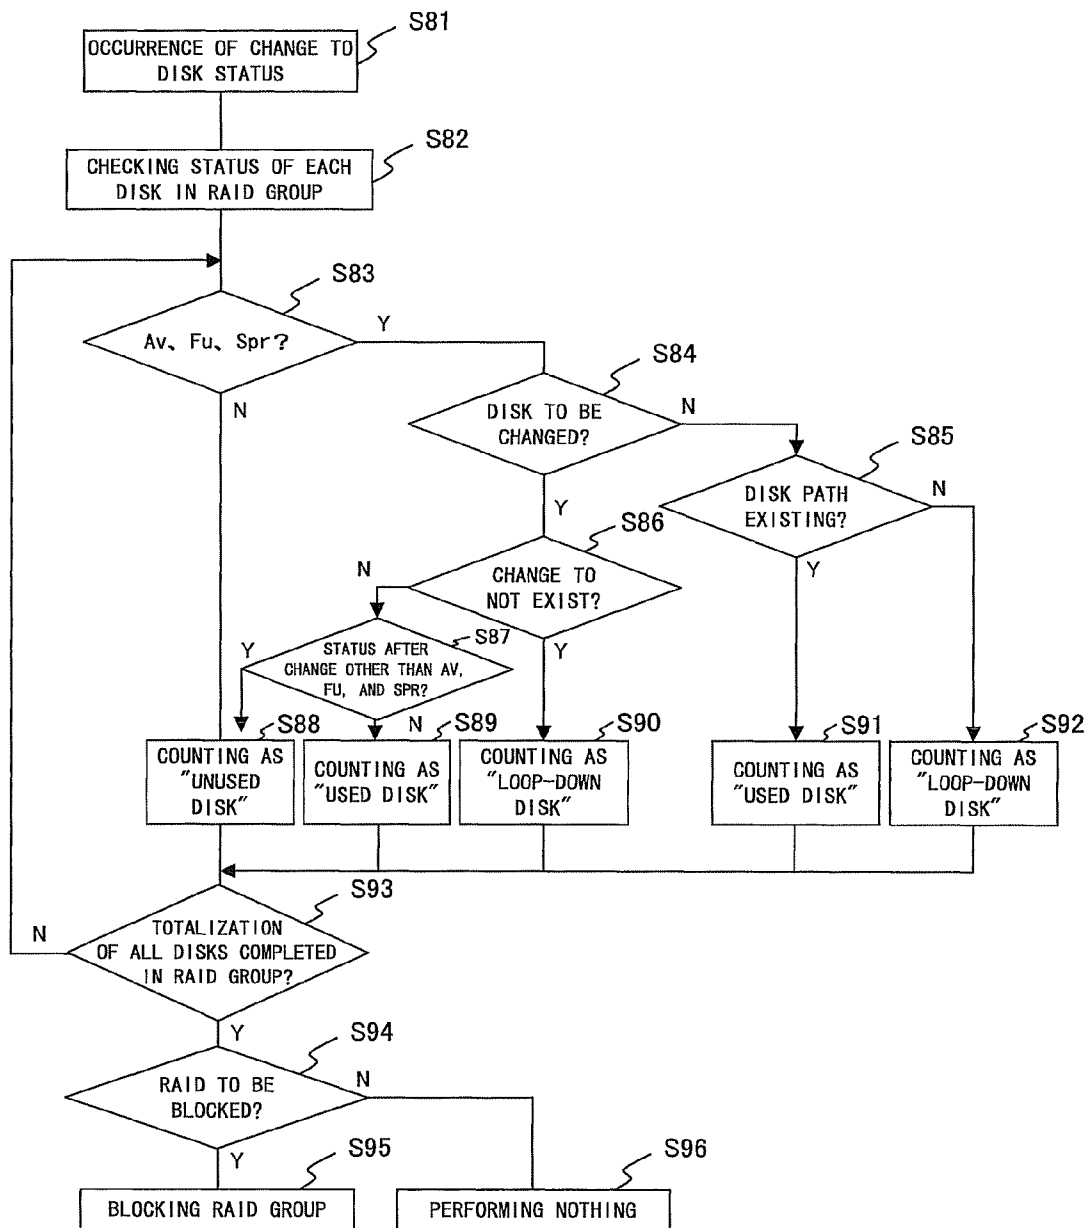 S81
OCCURRENCE OF CHANGE TO
DISK STATUS
S82
CHECKING STATUS OF EACH
DISK IN RAID GROUP
S83
Av、Fu、Spr?
Y
N
S84
DISK TO BE
CHANGED?
N
Y
S85
DISK PATH
EXISTING?
N
Y
S86
CHANGE TO
NOT EXIST?
N
Y
S87
STATUS AFTER
CHANGE OTHER THAN AV,
FU, AND SPR?
Y
N
S88
COUNTING AS
"UNUSED
DISK"
S89
COUNTING AS
"USED DISK"
S90
COUNTING AS
"LOOP-DOWN
DISK"
S91
COUNTING AS
"USED DISK"
S92
COUNTING AS
"LOOP-DOWN
DISK"
S93
TOTALIZATION
OF ALL DISKS COMPLETED
IN RAID GROUP?
N
Y
S94
RAID TO BE
BLOCKED?
N
Y
S95
BLOCKING RAID GROUP
S96
PERFORMING NOTHING